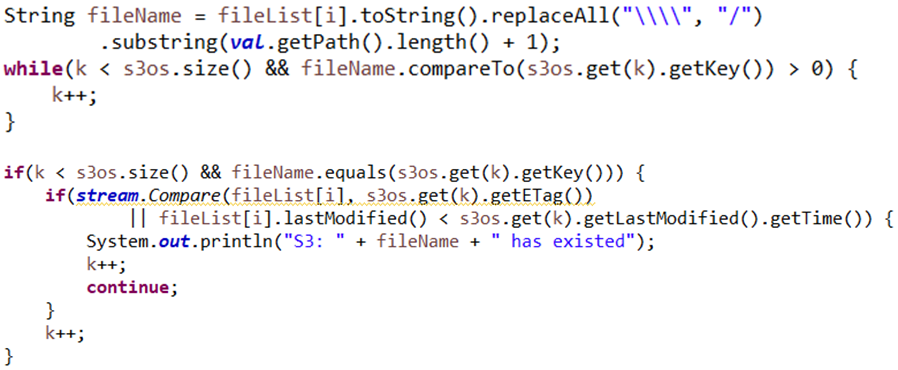 String fileName = fileList[i].toString().replaceAll("\\\\", "/")
        .substring(val.getPath().length() + 1);
while(k < s3os.size() && fileName.compareTo(s3os.get(k).getKey()) > 0) {
    k++;
}

if(k < s3os.size() && fileName.equals(s3os.get(k).getKey())) {
    if(stream.Compare(fileList[i], s3os.get(k).getETag())
            || fileList[i].lastModified() < s3os.get(k).getLastModified().getTime()) {
        System.out.println("S3: " + fileName + " has existed");
        k++;
        continue;
    }
    k++;
}